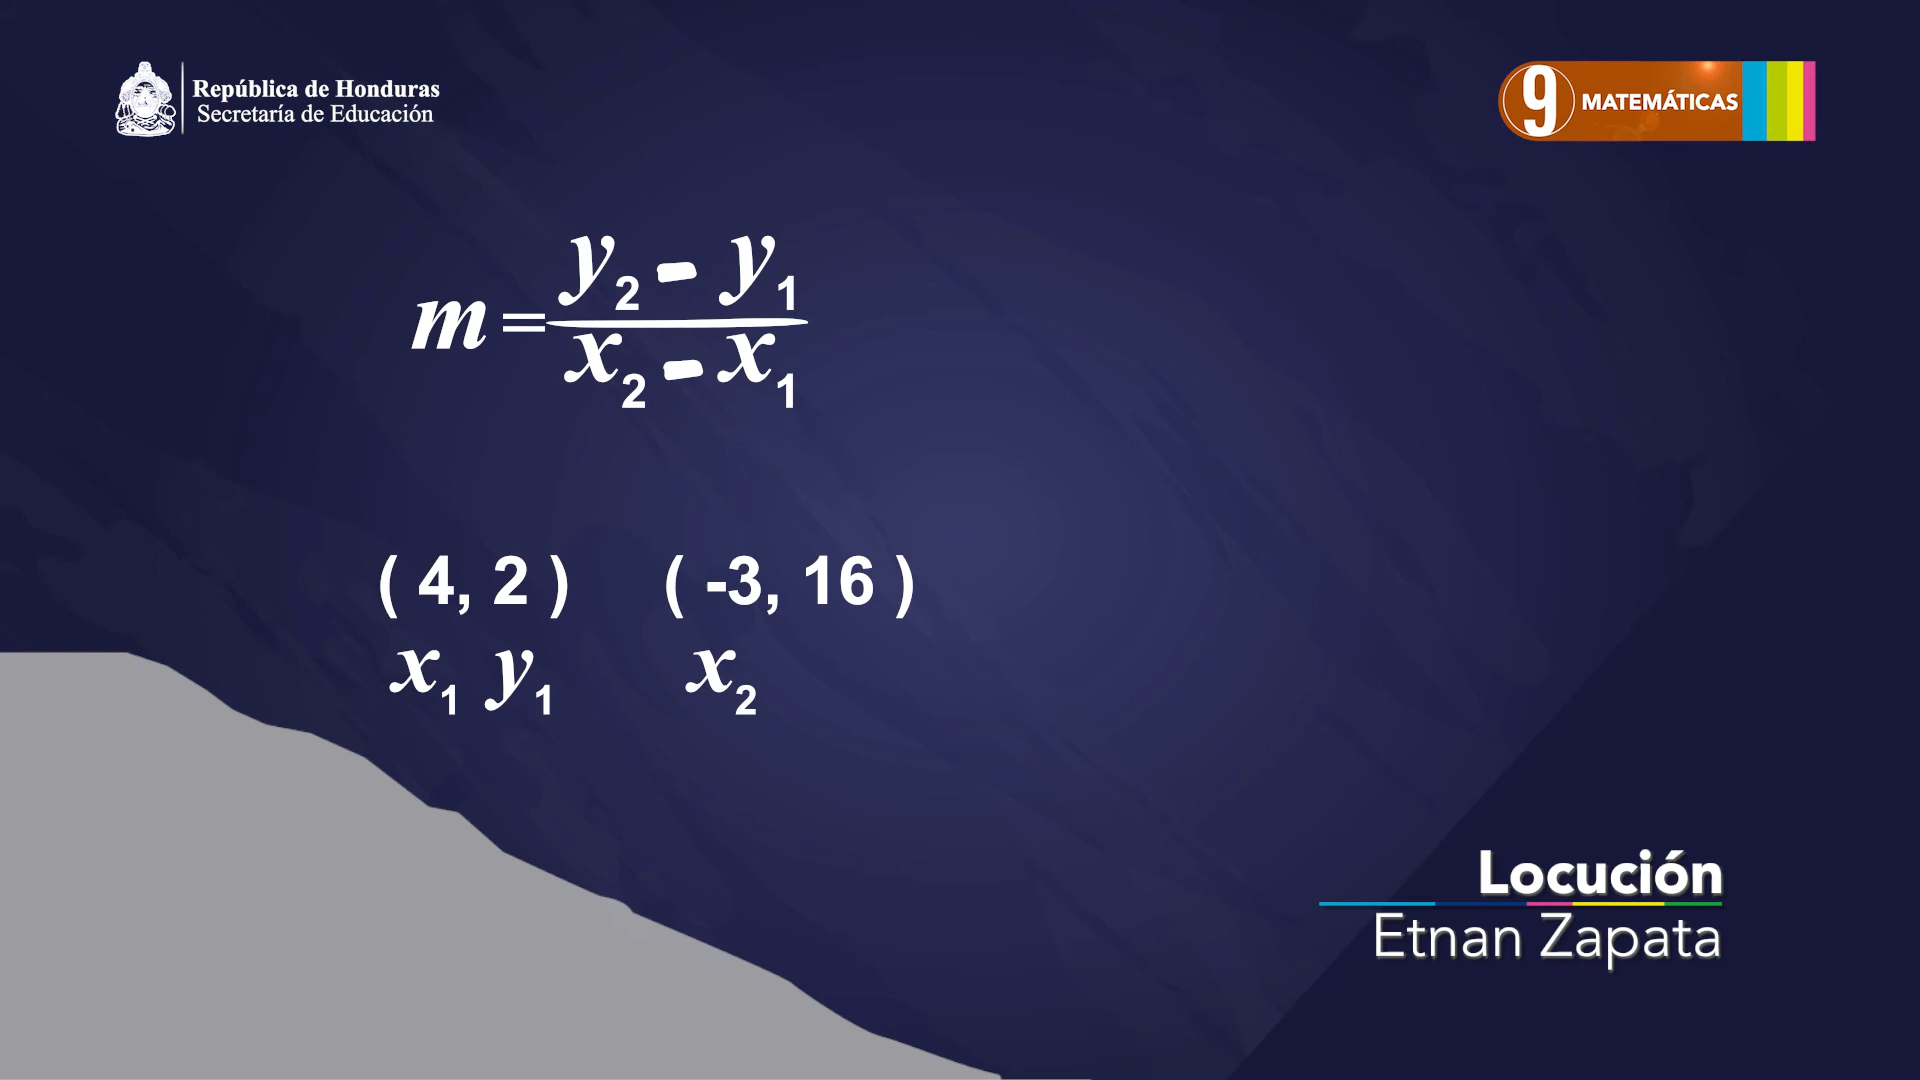 República de Honduras
Secretaría de Educación
9 MATEMÁTICAS
m = y₂ - y₁
x₂ - x₁
( 4, 2 ) ( -3, 16 )
x₁ y₁ x₂
Locución
Etnan Zapata